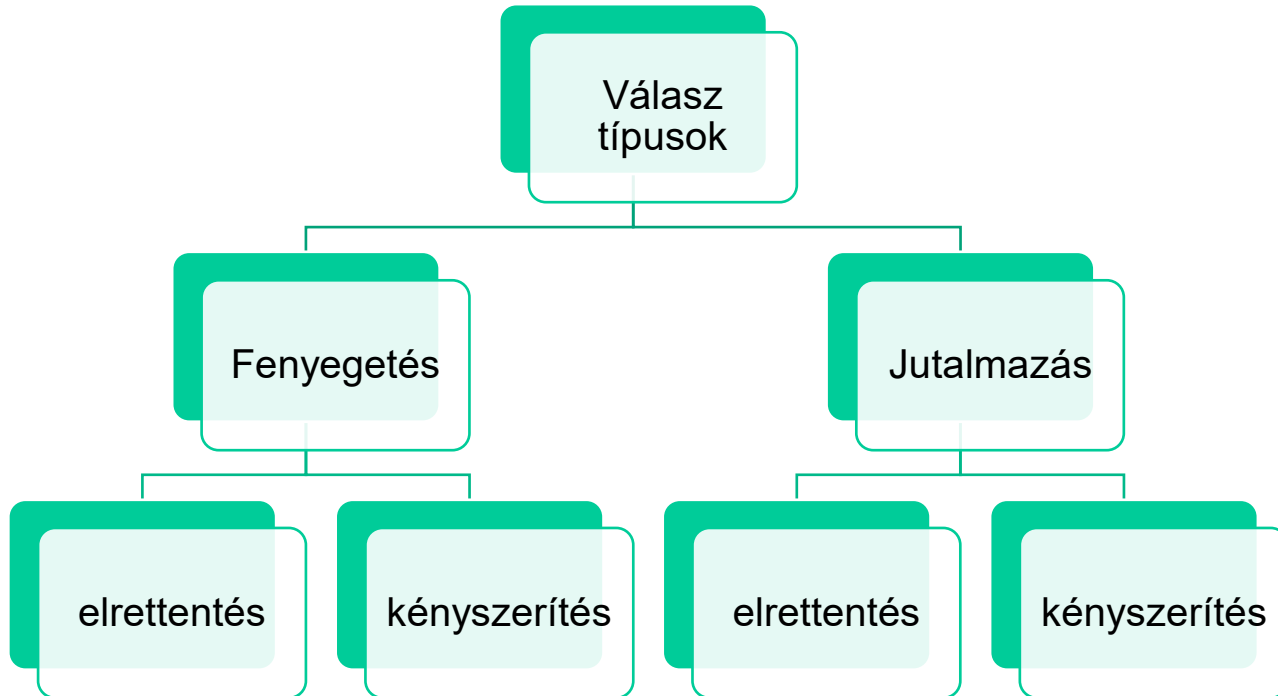 Válasz
típusok
Fenyegetés
Jutalmazás
elrettentés
kényszerítés
elrettentés
kényszerítés